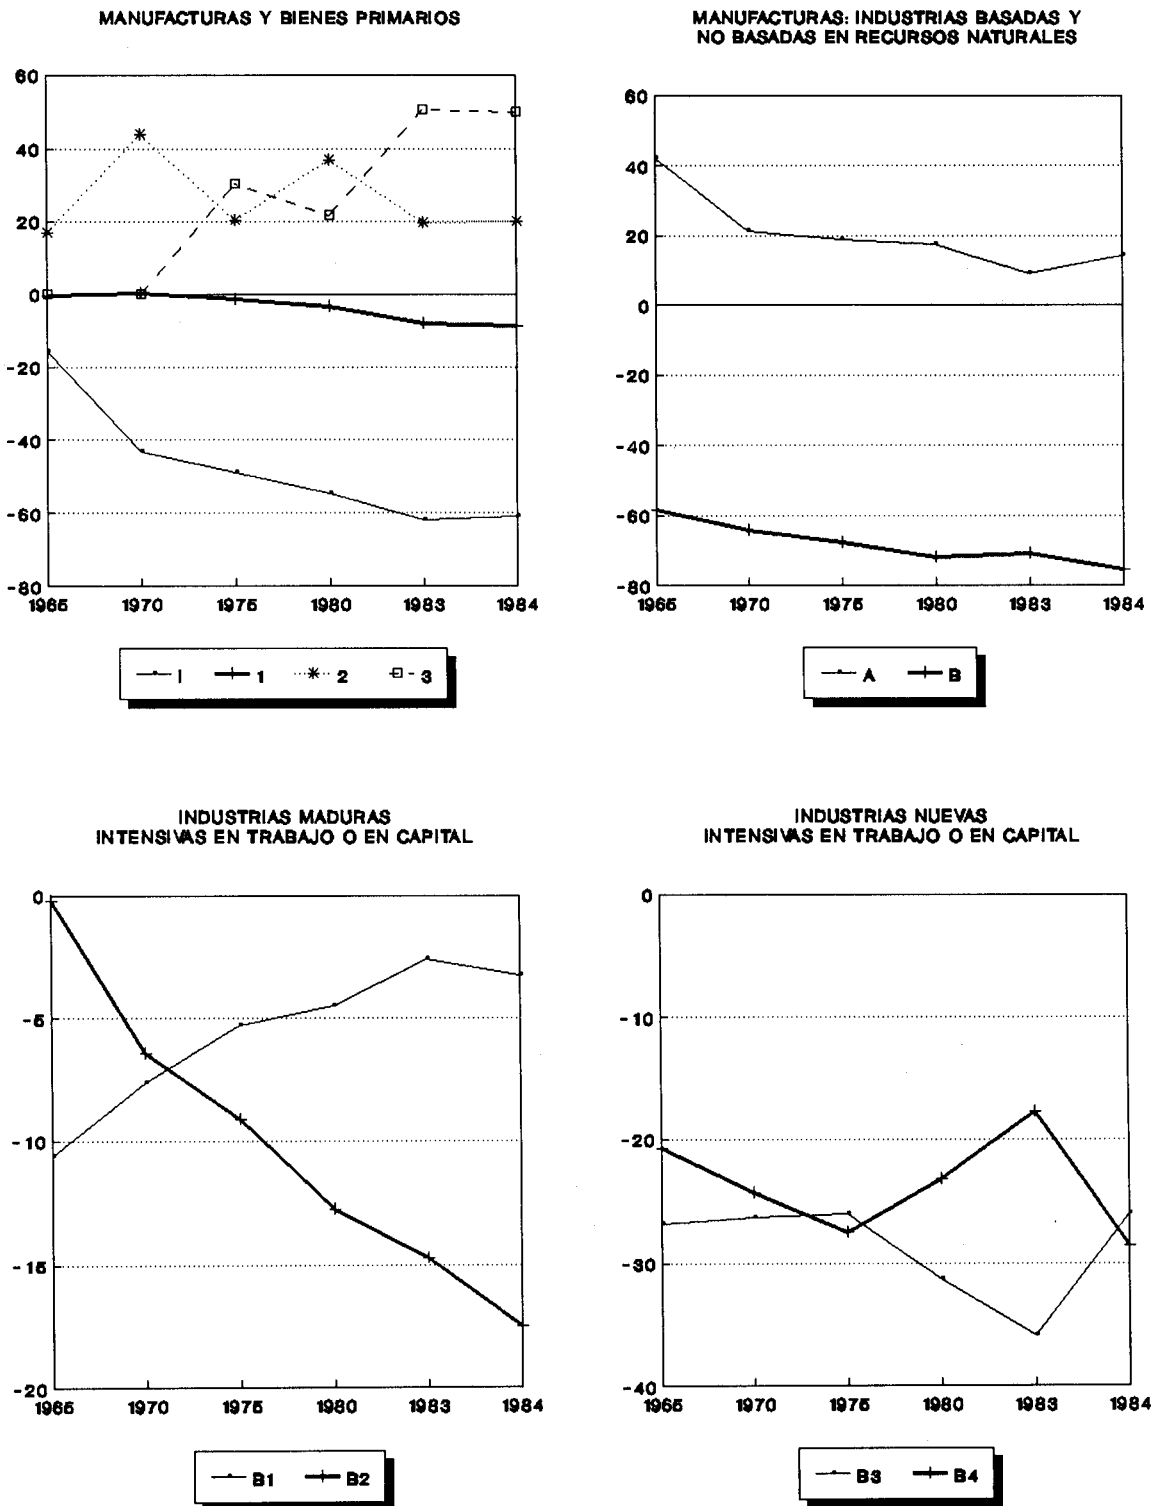 MANUFACTURAS Y BIENES PRIMARIOS
60
40
20
0
-20
-40
-60
-80
1965 1970 1975 1980 1983 1984
I 1 2 3
MANUFACTURAS: INDUSTRIAS BASADAS Y
NO BASADAS EN RECURSOS NATURALES
60
40
20
0
-20
-40
-60
-80
1965 1970 1975 1980 1983 1984
A B
INDUSTRIAS MADURAS
INTENSIVAS EN TRABAJO O EN CAPITAL
0
-5
-10
-15
-20
1965 1970 1975 1980 1983 1984
B1 B2
INDUSTRIAS NUEVAS
INTENSIVAS EN TRABAJO O EN CAPITAL
0
-10
-20
-30
-40
1965 1970 1975 1980 1983 1984
B3 B4